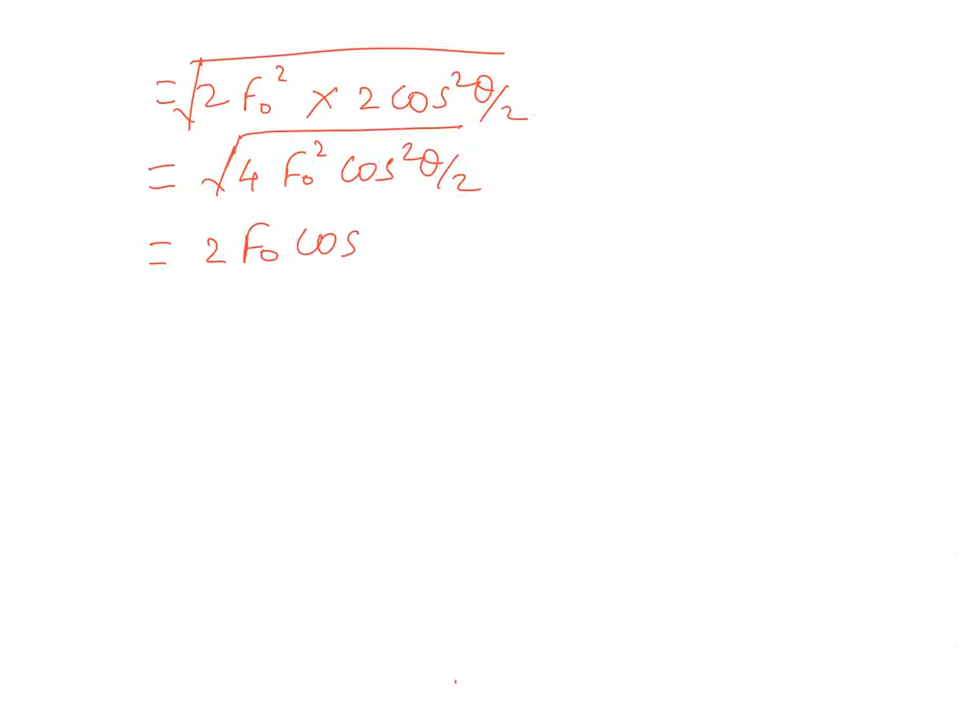 =√2 F₀² × 2 cos²θ/2
= √4 F₀² cos²θ/2
= 2 F₀ cos